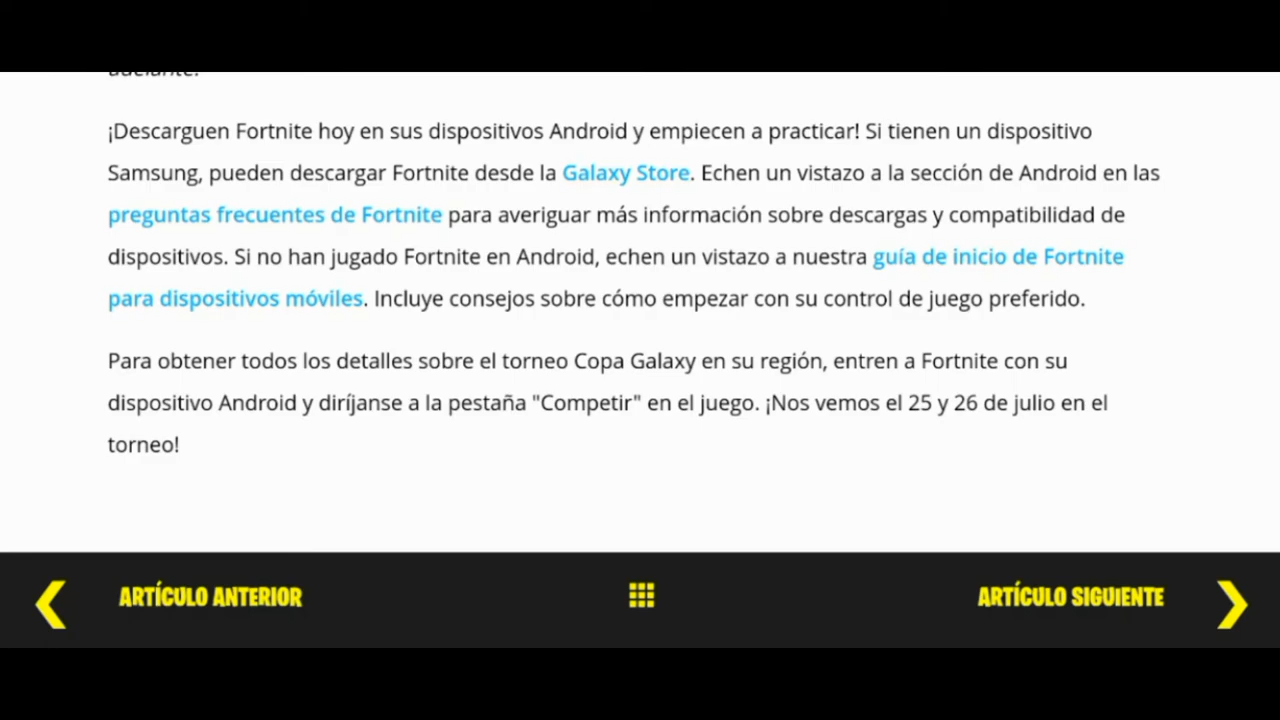 adelante.
¡Descarguen Fortnite hoy en sus dispositivos Android y empiecen a practicar! Si tienen un dispositivo
Samsung, pueden descargar Fortnite desde la Galaxy Store. Echen un vistazo a la sección de Android en las
preguntas frecuentes de Fortnite para averiguar más información sobre descargas y compatibilidad de
dispositivos. Si no han jugado Fortnite en Android, echen un vistazo a nuestra guía de inicio de Fortnite
para dispositivos móviles. Incluye consejos sobre cómo empezar con su control de juego preferido.
Para obtener todos los detalles sobre el torneo Copa Galaxy en su región, entren a Fortnite con su
dispositivo Android y diríjanse a la pestaña "Competir" en el juego. ¡Nos vemos el 25 y 26 de julio en el
torneo!
ARTÍCULO ANTERIOR
ARTÍCULO SIGUIENTE